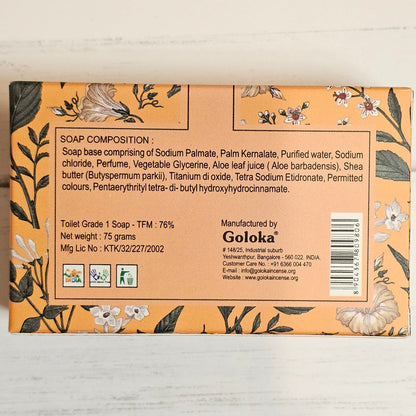 SOAP COMPOSITION :
Soap base comprising of Sodium Palmate, Palm Kernalate, Purified water, Sodium
chloride, Perfume, Vegetable Glycerine, Aloe leaf juice ( Aloe barbadensis), Shea
butter (Butyspermum parkii), Titanium di oxide, Tetra Sodium Etidronate, Permitted
colours, Pentaerythrityl tetra- di- butyl hydroxyhydrocinnamate.
Toilet Grade 1 Soap - TFM : 76%
Net weight : 75 grams
Mfg Lic No : KTK/32/227/2002
Manufactured by
Goloka®
# 148/25, Industrial suburb
Yeshwanthpur, Bangalore - 560 022. INDIA.
Customer Care No. : +91 6366 004 470
E-mail : info@golokaincense.org
Website : www.golokaincense.org